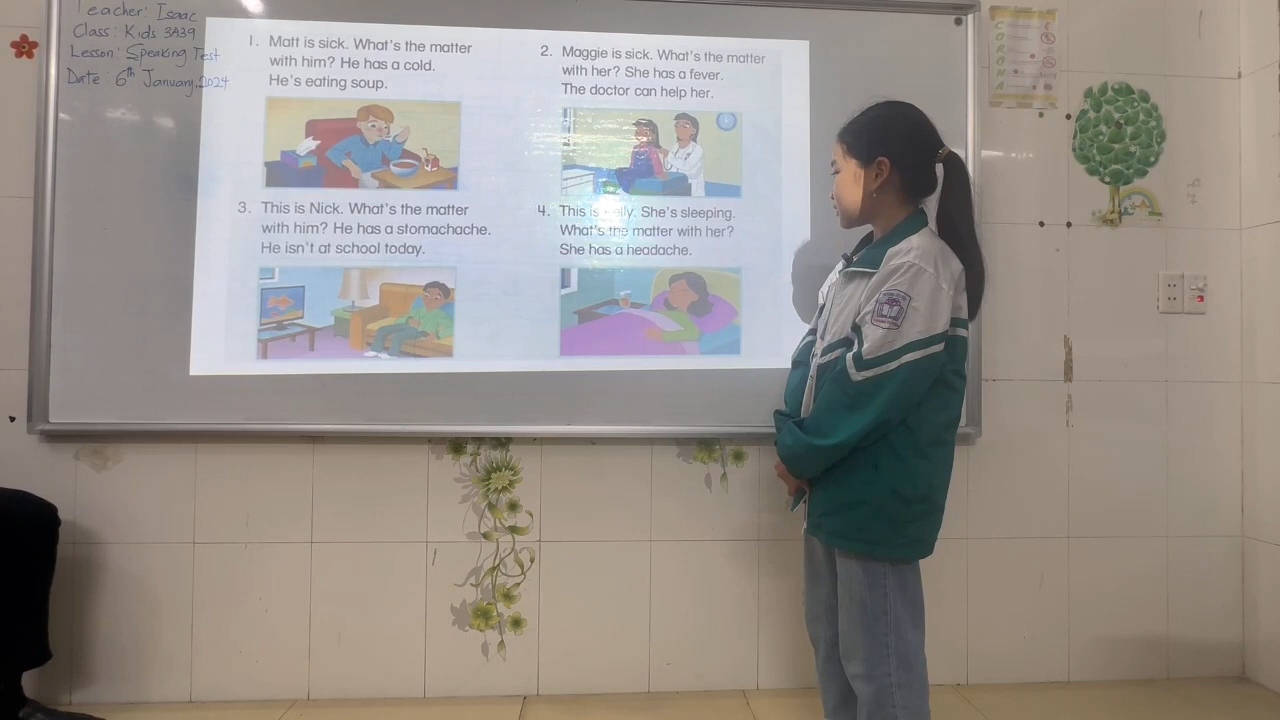 Teacher: Isaac
Class: Kids 3A39
Lesson: Speaking Test
Date: 6th January, 2024
1. Matt is sick. What's the matter
with him? He has a cold.
He's eating soup.
2. Maggie is sick. What's the matter
with her? She has a fever.
The doctor can help her.
3. This is Nick. What's the matter
with him? He has a stomachache.
He isn't at school today.
4. This is She's sleeping.
What's the matter with her?
She has a headache.
CORONA